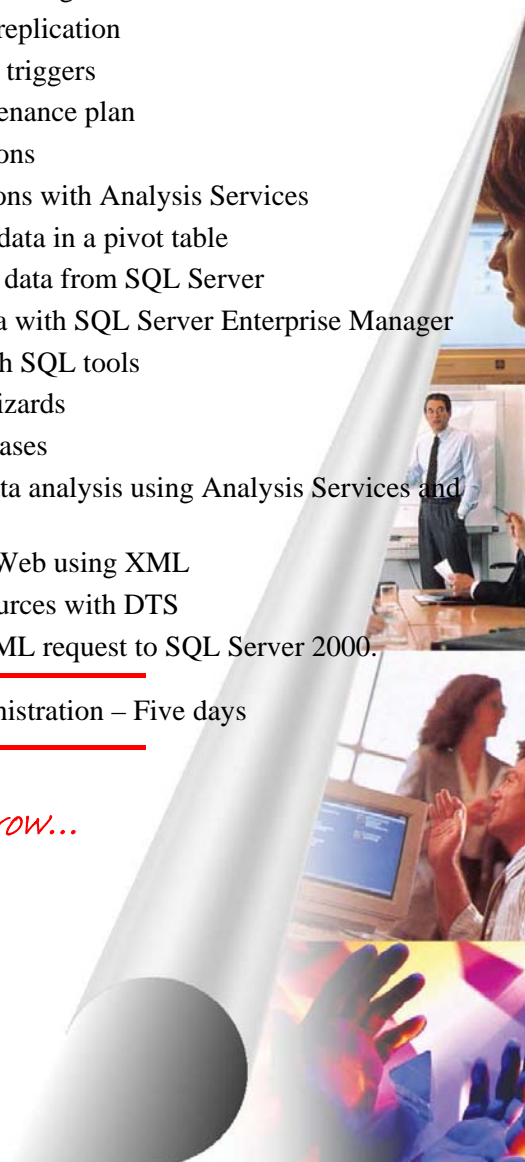 replication
triggers
enance plan
ons
ons with Analysis Services
data in a pivot table
data from SQL Server
a with SQL Server Enterprise Manager
h SQL tools
izards
ases
ta analysis using Analysis Services and
Web using XML
urces with DTS
ML request to SQL Server 2000.
nistration – Five days
row...